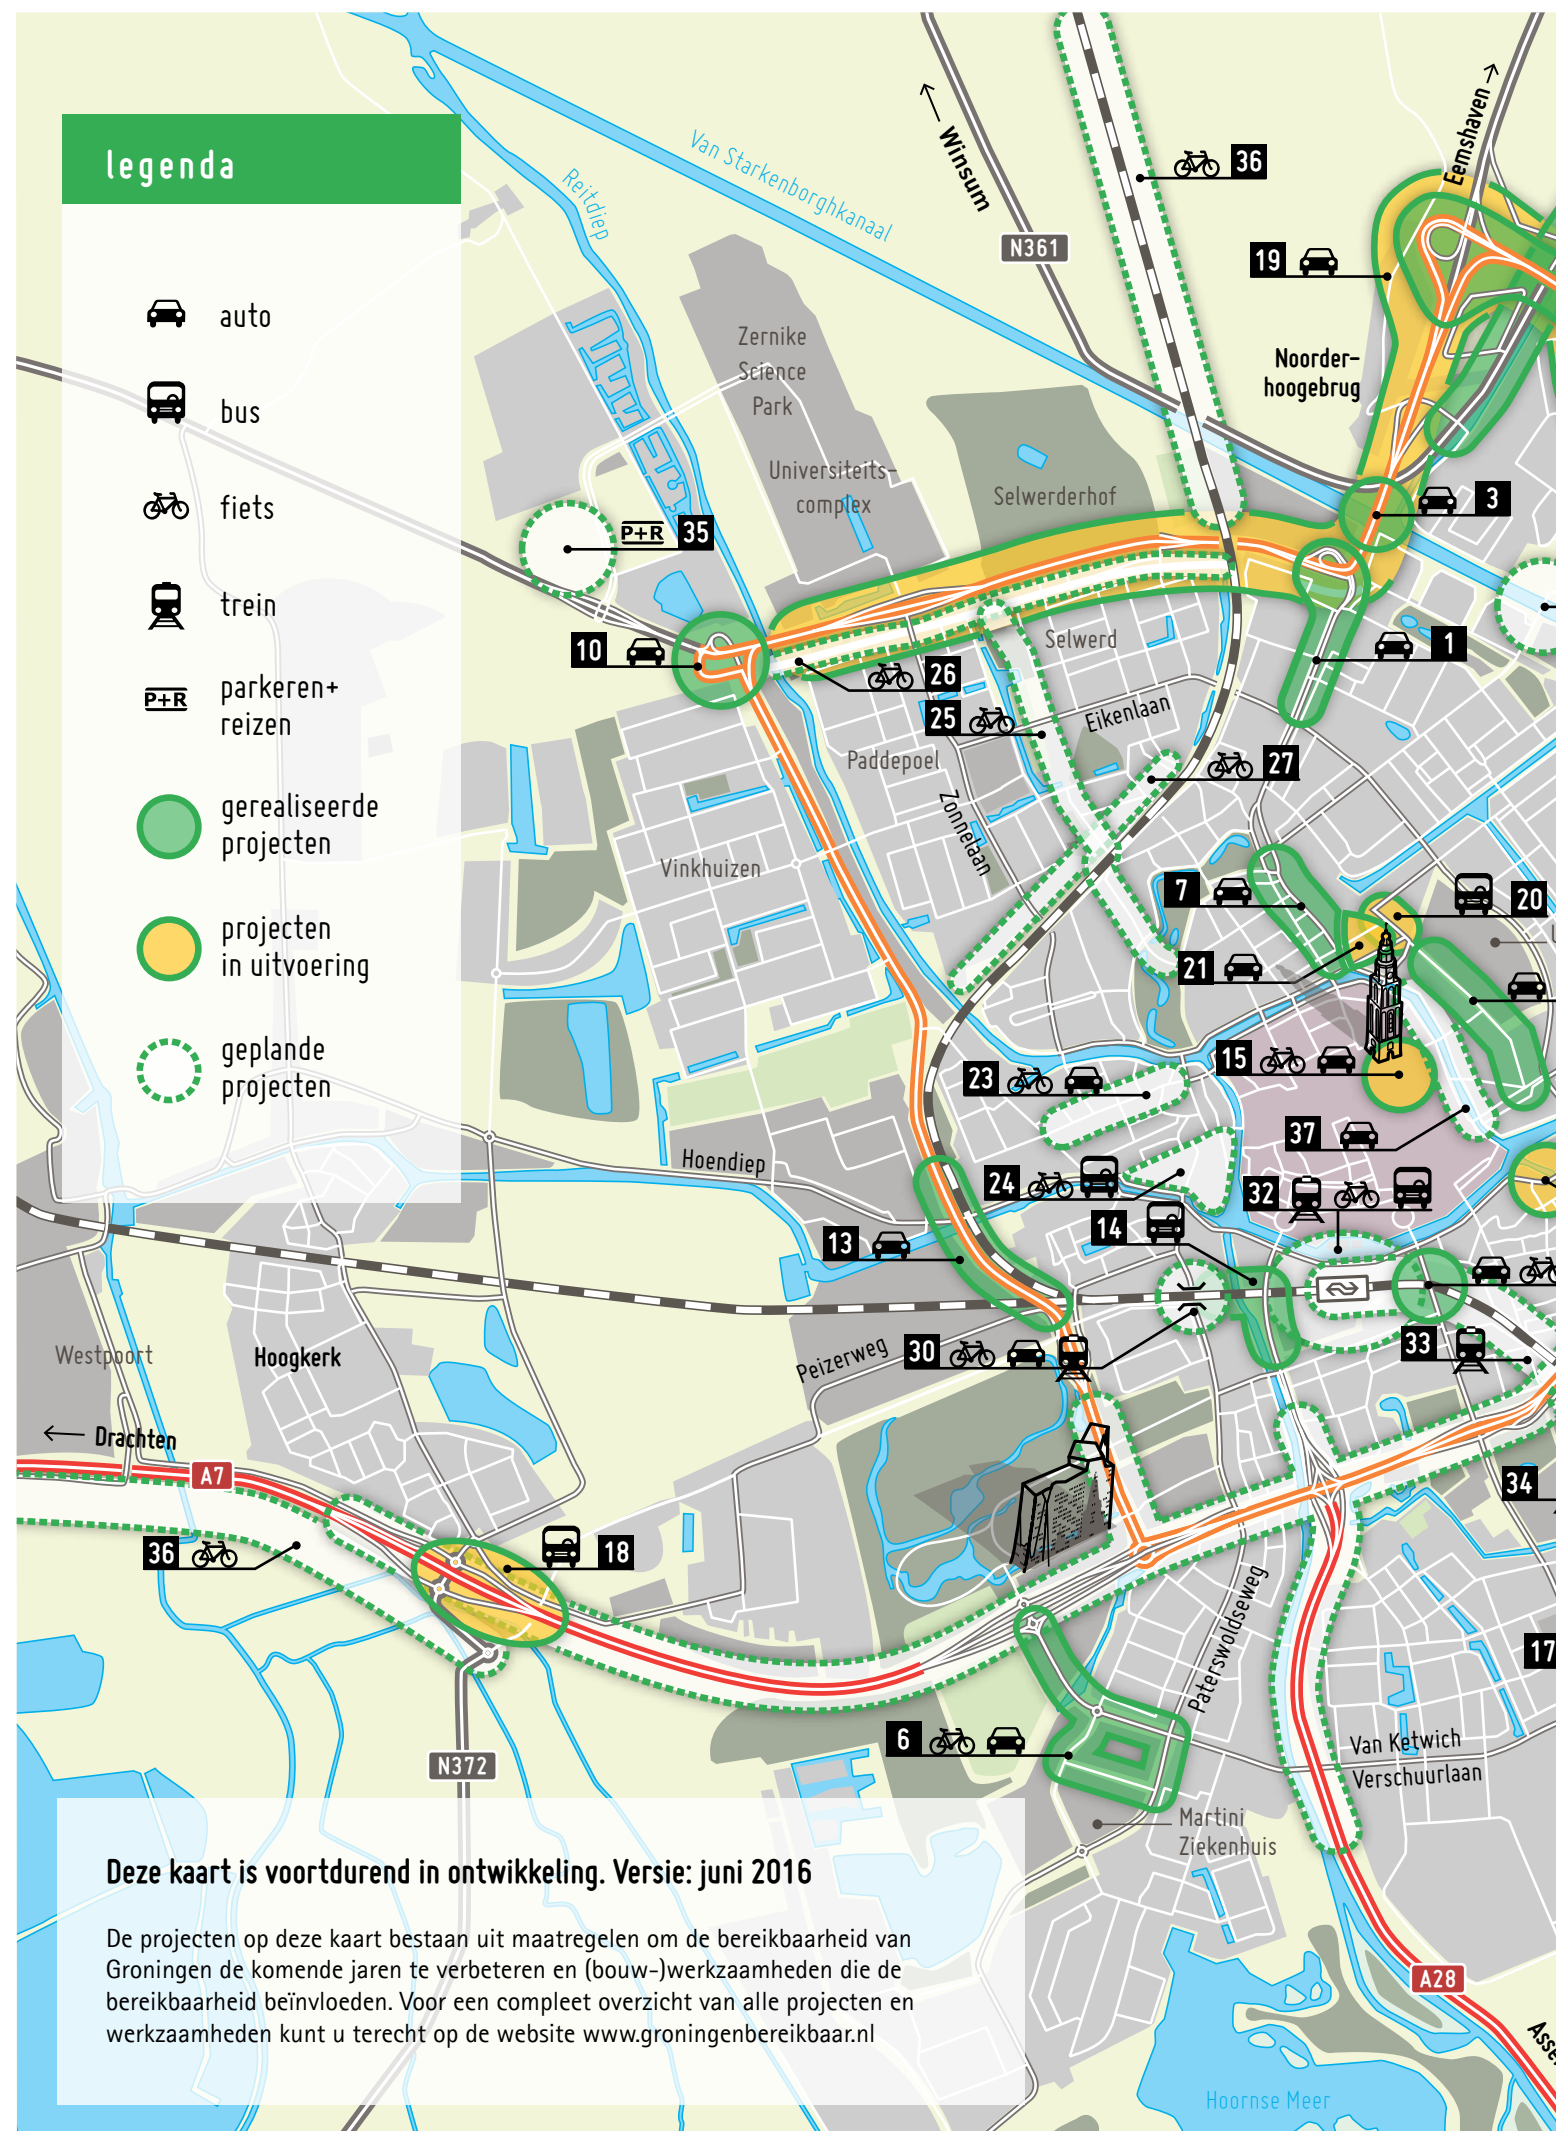 legenda
auto
bus
fiets
trein
P+R
parkeren+
reizen
gerealiseerde
projecten
projecten
in uitvoering
geplande
projecten
Reitdiep
Van Starkenborghkanaal
Winsum
N361
36
Eemshaven
19
Noorder-
hoogebrug
Zernike
Science
Park
Universiteits-
complex
Selwerderhof
3
P+R 35
10
26
25
Selwerd
1
Eikenlaan
27
Paddepoel
Zonnelaan
Vinkhuizen
7
20
21
15
23
37
Hoendiep
24
32
14
13
30
33
Peizerweg
Westpoort
Hoogkerk
Drachten
A7
36
18
34
Paterswoldseweg
17
6
Van Ketwich
Verschuurlaan
N372
Martini
Ziekenhuis
A28
Hoornse Meer
Deze kaart is voortdurend in ontwikkeling. Versie: juni 2016
De projecten op deze kaart bestaan uit maatregelen om de bereikbaarheid van
Groningen de komende jaren te verbeteren en (bouw-)werkzaamheden die de
bereikbaarheid beïnvloeden. Voor een compleet overzicht van alle projecten en
werkzaamheden kunt u terecht op de website www.groningenbereikbaar.nl